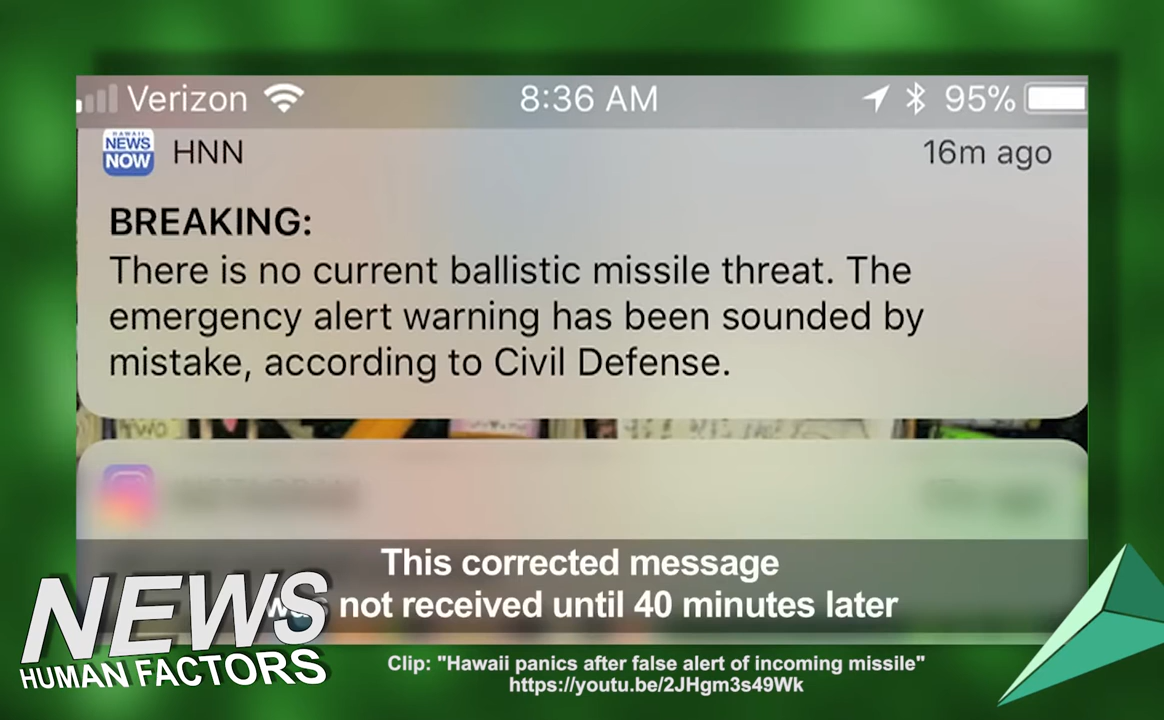 Verizon 8:36 AM 95%
HAWAII
NEWS
NOW
HNN 16m ago
BREAKING:
There is no current ballistic missile threat. The
emergency alert warning has been sounded by
mistake, according to Civil Defense.
TWO
This corrected message
was not received until 40 minutes later
NEWS
HUMAN FACTORS
Clip: "Hawaii panics after false alert of incoming missile"
https://youtu.be/2JHgm3s49Wk